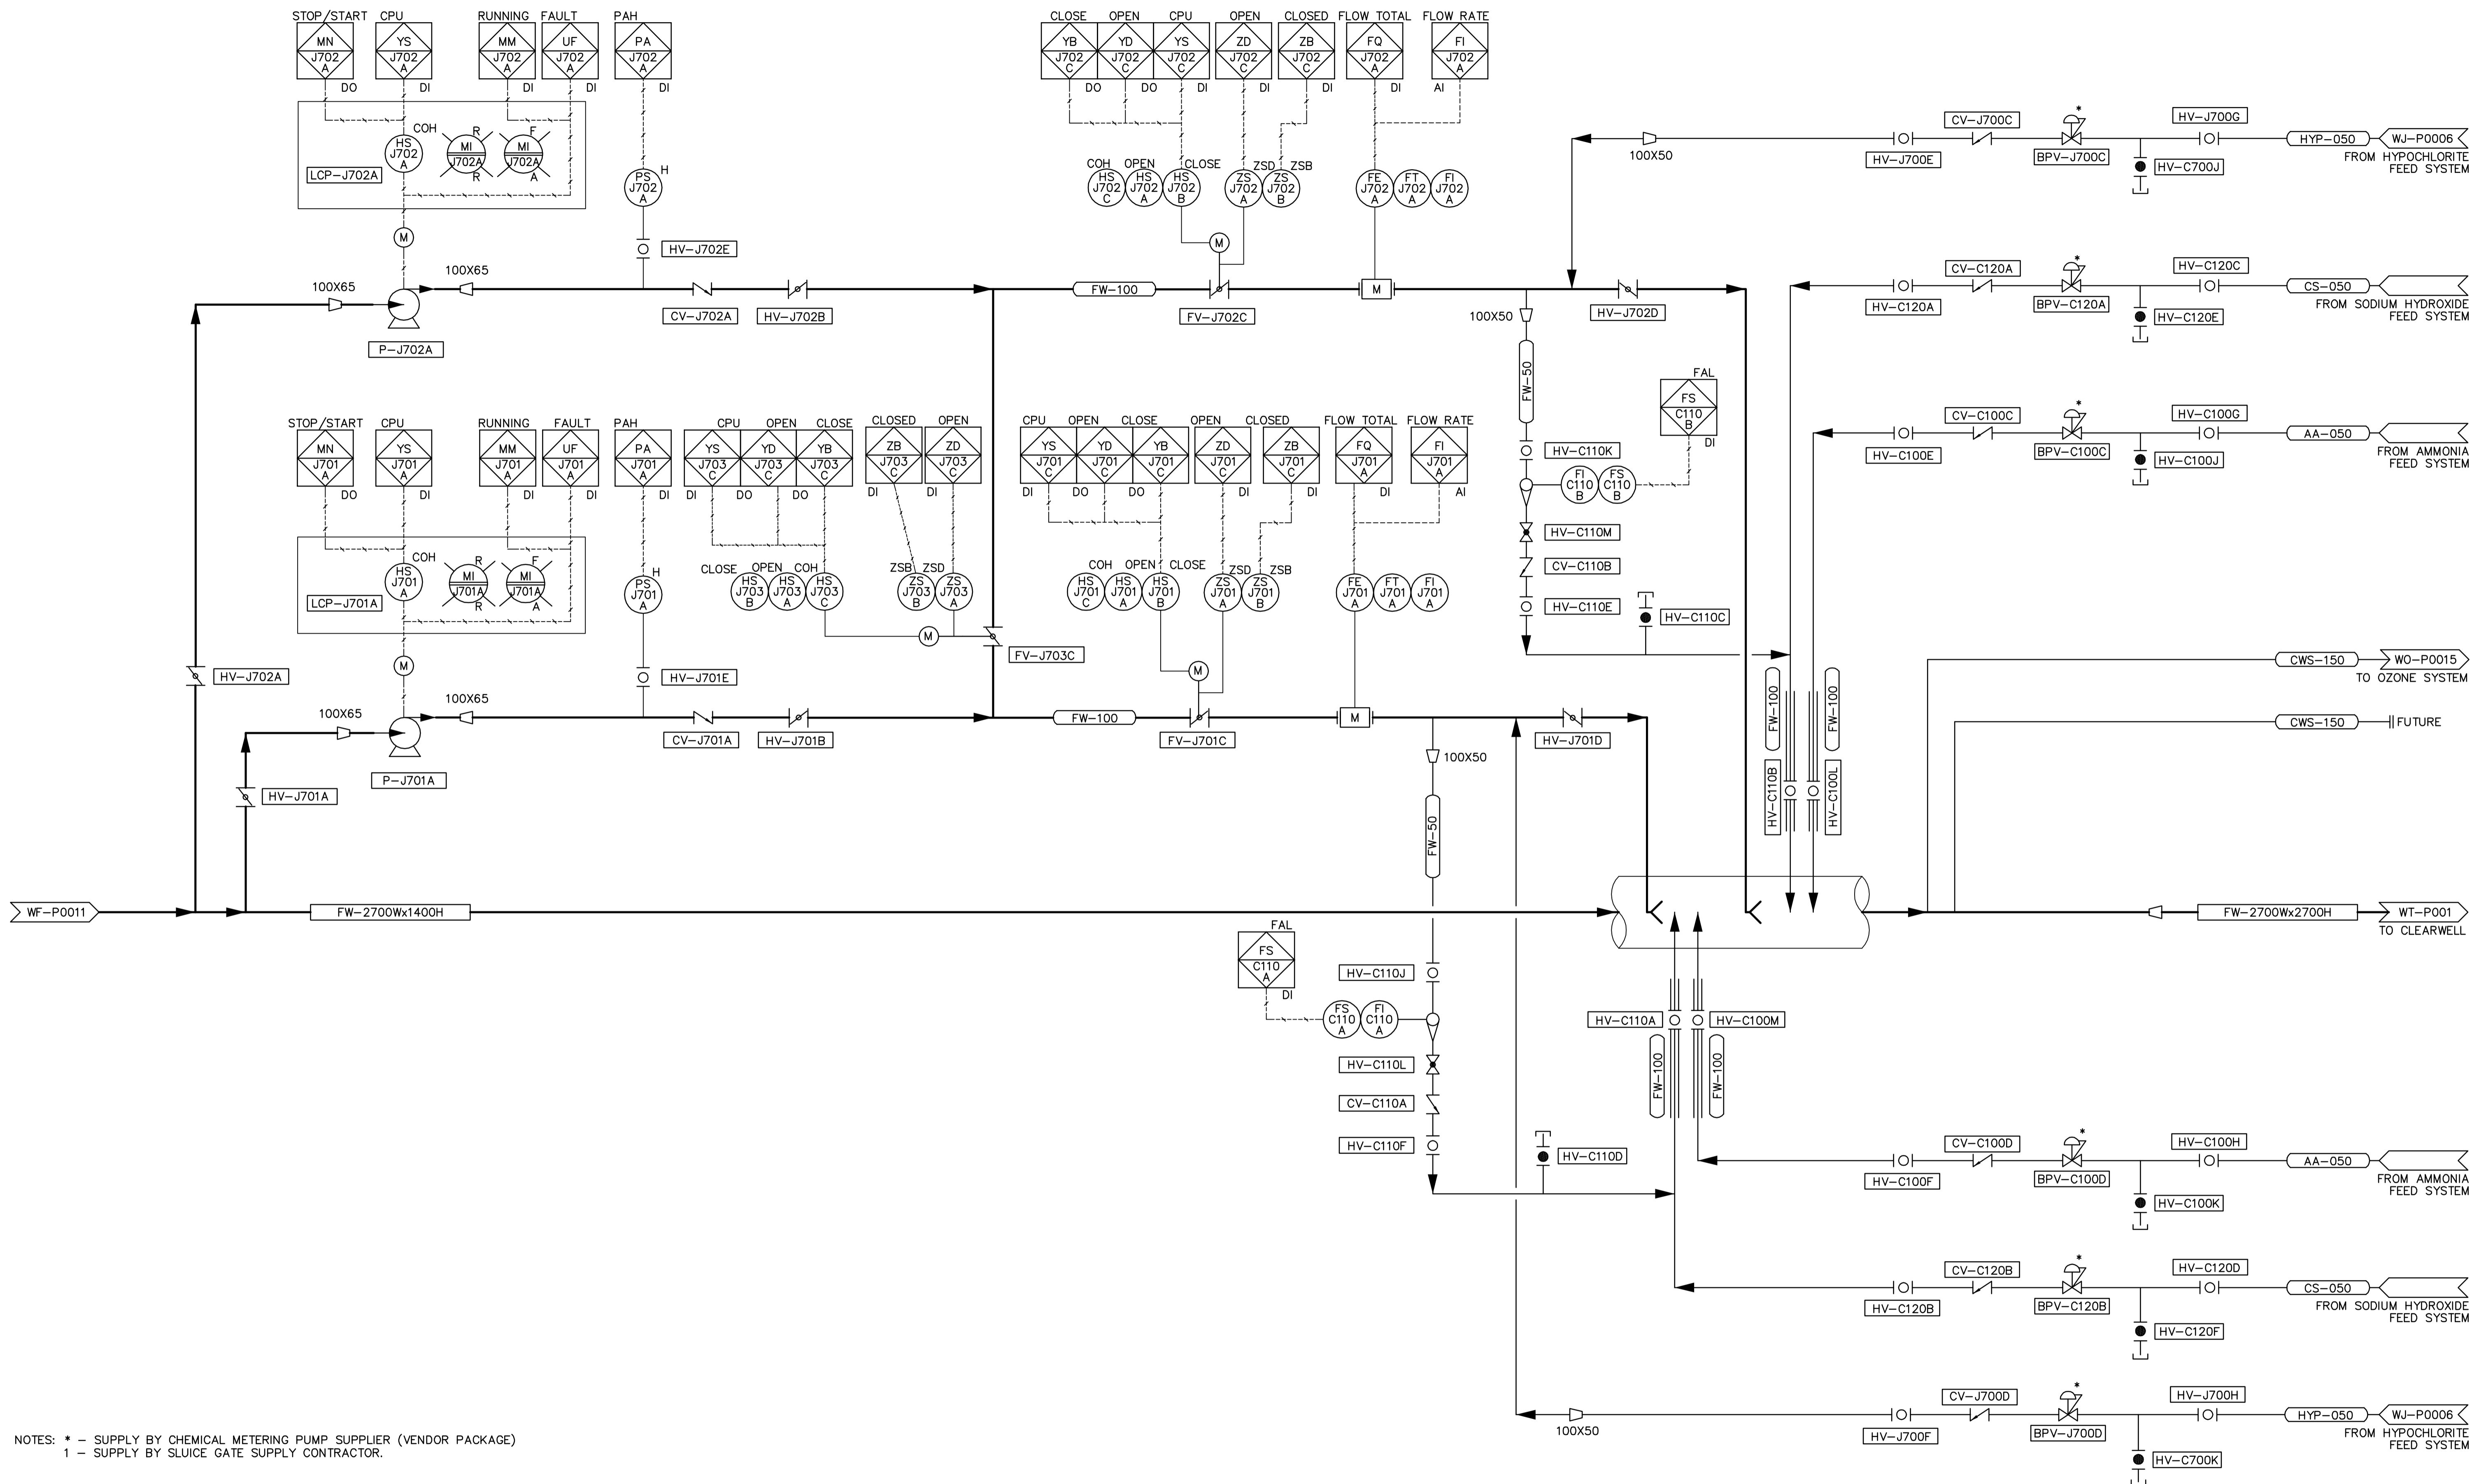 STOP/START CPU RUNNING FAULT PAH
MN YS MM UF PA
J702 J702 J702 J702 J702
A A A A A
DO DI DI DI DI
CLOSE OPEN CPU OPEN CLOSED FLOW TOTAL FLOW RATE
YB YD YS ZD ZB FQ FI
J702 J702 J702 J702 J702 J702 J702
C C C C C A A
DO DO DI DI DI DI AI
COH R F
HS MI MI
J702 J702A J702A
A R A
LCP-J702A
H
PS
J702
A
COH OPEN CLOSE ZSD ZSB
HS HS HS ZS ZS FE FT FI
J702 J702 J702 J702 J702 J702 J702 J702
C A B A B A A A
M
HV-J702E
M
100X65
100X65
P-J702A
CV-J702A
HV-J702B
FW-100
FV-J702C
M
HV-J702D
100X50
CV-J700C
*
HV-J700G
HYP-050
WJ-P0006
100X50
HV-J700E
BPV-J700C
HV-C700J
FROM HYPOCHLORITE
FEED SYSTEM
CV-C120A
*
HV-C120C
CS-050
HV-C120A
BPV-C120A
HV-C120E
FROM SODIUM HYDROXIDE
FEED SYSTEM
CV-C100C
*
HV-C100G
AA-050
HV-C100E
BPV-C100C
HV-C100J
FROM AMMONIA
FEED SYSTEM
FW-50
FAL
FS
C110
B
DI
HV-C110K
FI FS
C110 C110
B B
HV-C110M
CV-C110B
HV-C110E
HV-C110C
STOP/START CPU RUNNING FAULT PAH
MN YS MM UF PA
J701 J701 J701 J701 J701
A A A A A
DO DI DI DI DI
CPU OPEN CLOSE CLOSED OPEN
YS YD YB ZB ZD
J703 J703 J703 J703 J703
C C C C C
DI DO DO DI DI
CPU OPEN CLOSE OPEN CLOSED FLOW TOTAL FLOW RATE
YS YD YB ZD ZB FQ FI
J701 J701 J701 J701 J701 J701 J701
C C C C C A A
DI DO DO DI DI DI AI
COH R F
HS MI MI
J701 J701A J701A
A R A
LCP-J701A
H
PS
J701
A
CLOSE OPEN COH ZSB ZSD
HS HS HS ZS ZS
J703 J703 J703 J703 J703
B A C B A
COH OPEN CLOSE ZSD ZSB
HS HS HS ZS ZS FE FT FI
J701 J701 J701 J701 J701 J701 J701 J701
C A B A B A A A
M
FV-J703C
M
HV-J702A
HV-J701E
M
100X65
100X65
P-J701A
CV-J701A
HV-J701B
FW-100
FV-J701C
M
HV-J701D
100X50
HV-J701A
FW-50
FW-100
FW-100
HV-C110B
HV-C100L
CWS-150
WO-P0015
TO OZONE SYSTEM
CWS-150
FUTURE
WF-P0011
FW-2700Wx1400H
FW-2700Wx2700H
WT-P001
TO CLEARWELL
FAL
FS
C110
A
DI
HV-C110J
FS FI
C110 C110
A A
HV-C110L
CV-C110A
HV-C110F
HV-C110D
HV-C110A
HV-C100M
FW-100
FW-100
CV-C100D
*
HV-C100H
AA-050
HV-C100F
BPV-C100D
HV-C100K
FROM AMMONIA
FEED SYSTEM
CV-C120B
*
HV-C120D
CS-050
HV-C120B
BPV-C120B
HV-C120F
FROM SODIUM HYDROXIDE
FEED SYSTEM
CV-J700D
*
HV-J700H
HYP-050
WJ-P0006
100X50
HV-J700F
BPV-J700D
HV-C700K
FROM HYPOCHLORITE
FEED SYSTEM
NOTES: * - SUPPLY BY CHEMICAL METERING PUMP SUPPLIER (VENDOR PACKAGE)
1 - SUPPLY BY SLUICE GATE SUPPLY CONTRACTOR.